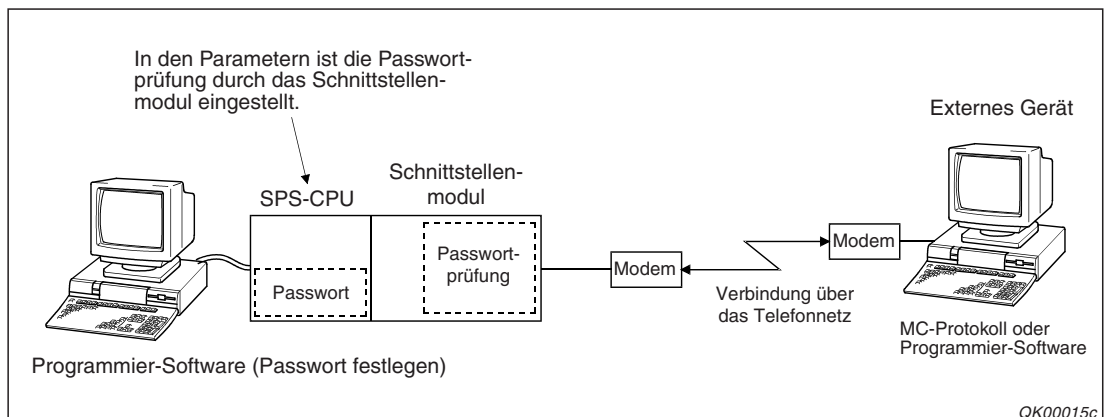 In den Parametern ist die Passwort-
prüfung durch das Schnittstellen-
modul eingestellt.
Externes Gerät
Schnittstellen-
modul
SPS-CPU
Passwort-
prüfung
Passwort
Modem
Modem
Verbindung über
das Telefonnetz
MC-Protokoll oder
Programmier-Software
Programmier-Software (Passwort festlegen)
QK00015c